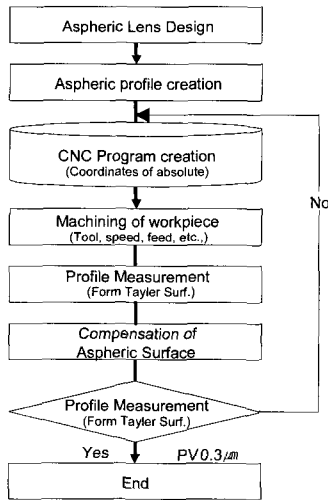 Aspheric Lens Design
Aspheric profile creation
CNC Program creation
(Coordinates of absolute)
No
Machining of workpiece
(Tool, speed, feed, etc.,)
Profile Measurement
(Form Tayler Surf.)
Compensation of
Aspheric Surface
Profile Measurement
(Form Tayler Surf.)
Yes PV0.3㎛
End